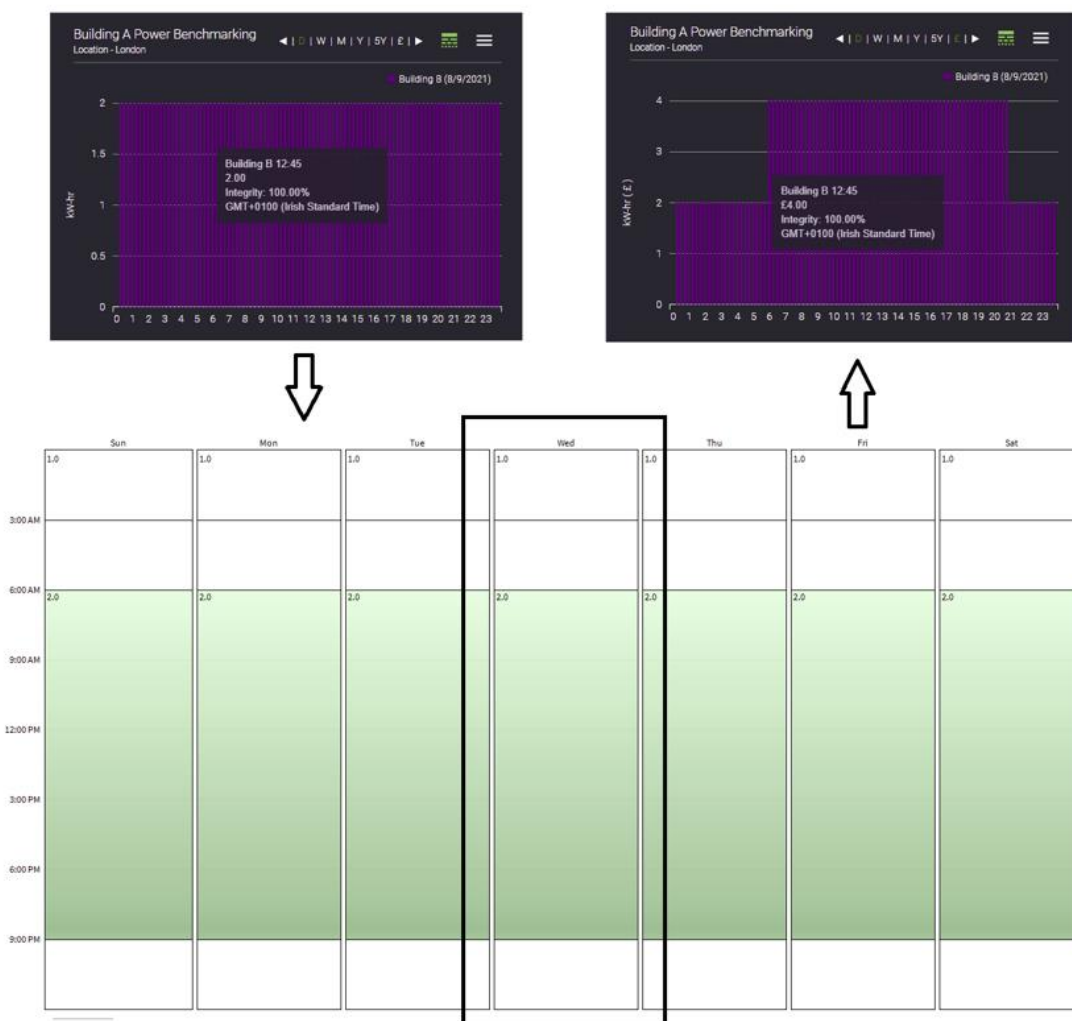 Building A Power Benchmarking
Location - London
◄ | D | W | M | Y | 5Y | £ | ►
Building B (8/9/2021)
2
1.5
1
0.5
0
kW-hr
Building B 12:45
2.00
Integrity: 100.00%
GMT+0100 (Irish Standard Time)
0 1 2 3 4 5 6 7 8 9 10 11 12 13 14 15 16 17 18 19 20 21 22 23
Building A Power Benchmarking
Location - London
◄ | D | W | M | Y | 5Y | £ | ►
Building B (8/9/2021)
4
3
2
1
0
kW-hr ( £ )
Building B 12:45
£4.00
Integrity: 100.00%
GMT+0100 (Irish Standard Time)
0 1 2 3 4 5 6 7 8 9 10 11 12 13 14 15 16 17 18 19 20 21 22 23
Sun Mon Tue Wed Thu Fri Sat
1.0 1.0 1.0 1.0 1.0 1.0 1.0
3:00 AM
6:00 AM
2.0 2.0 2.0 2.0 2.0 2.0 2.0
9:00 AM
12:00 PM
3:00 PM
6:00 PM
9:00 PM